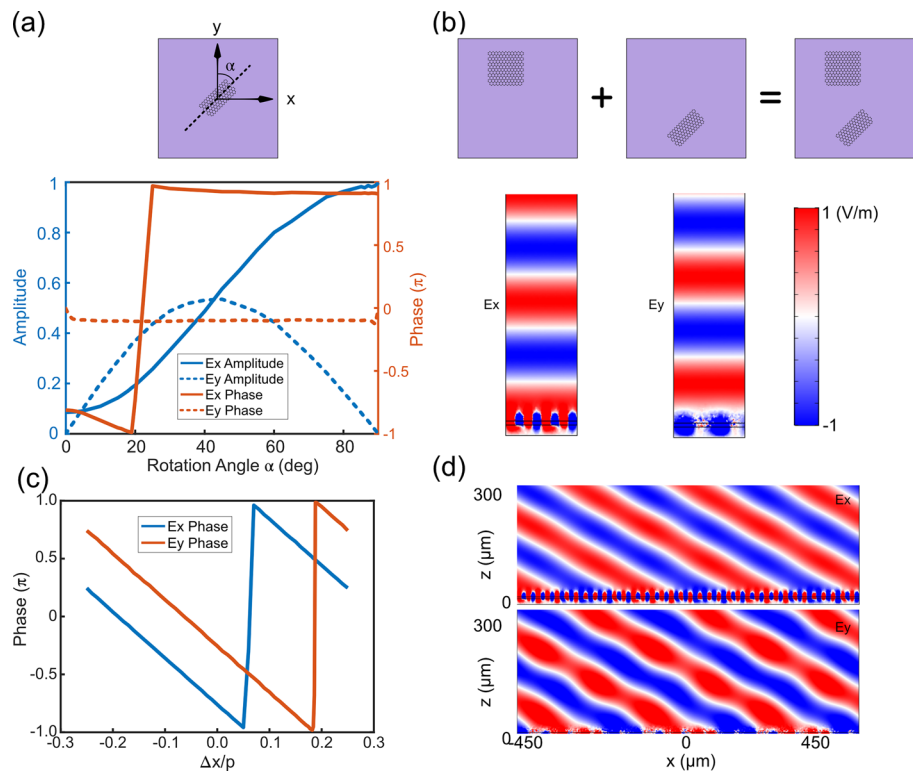 (a)
y
α
x
1
0.8
0.6
0.4
0.2
0
Amplitude
1
0.5
0
-0.5
-1
Phase (π)
Ex Amplitude
Ey Amplitude
Ex Phase
Ey Phase
0 20 40 60 80
Rotation Angle α (deg)
(b)
+ =
Ex
Ey
1 (V/m)
-1
(c)
1.0
0.5
0
-0.5
-1.0
Phase (π)
Ex Phase
Ey Phase
-0.3 -0.2 -0.1 0.0 0.1 0.2 0.3
Δx/p
(d)
300
z (µm)
0
Ex
300
z (µm)
0
Ey
-450 0 450
x (µm)